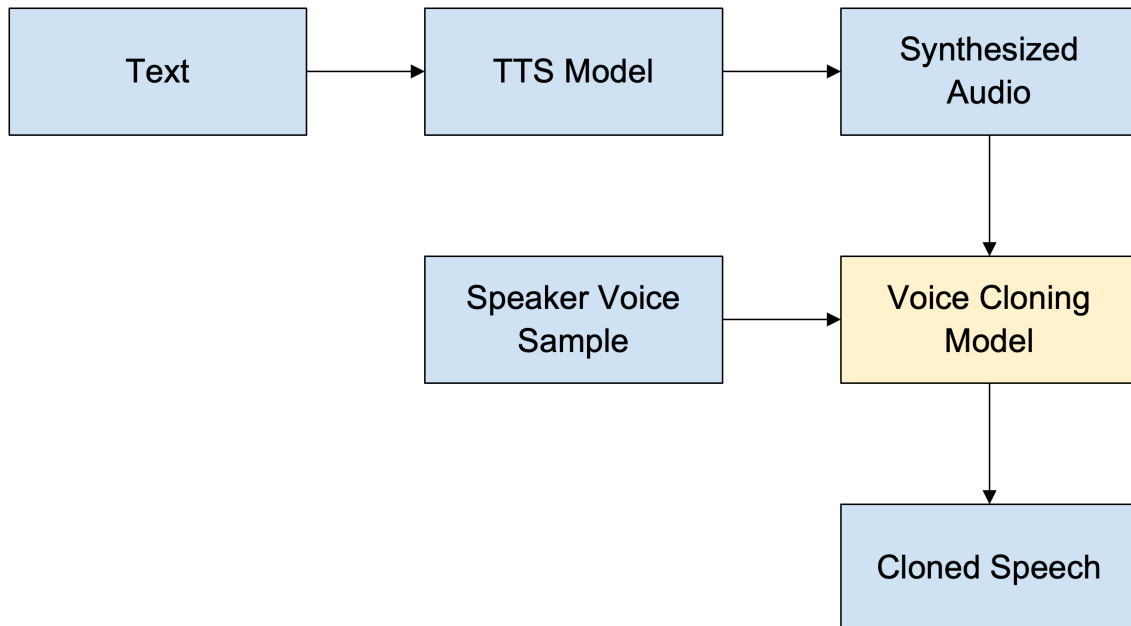 Text
TTS Model
Synthesized
Audio
Speaker Voice
Sample
Voice Cloning
Model
Cloned Speech